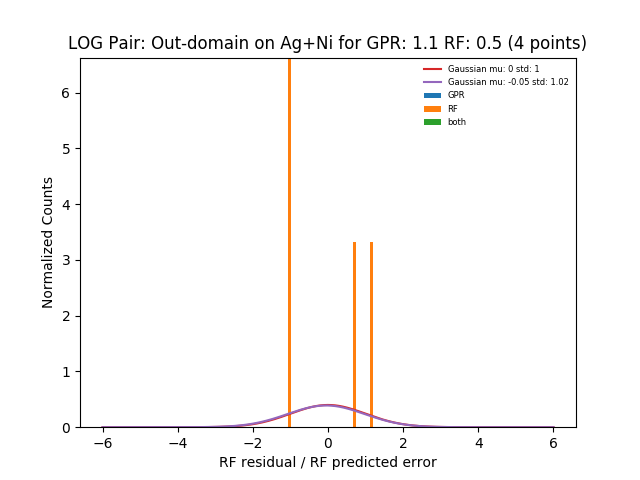 LOG Pair: Out-domain on Ag+Ni for GPR: 1.1 RF: 0.5 (4 points)
Gaussian mu: 0 std: 1
Gaussian mu: -0.05 std: 1.02
GPR
RF
both
Normalized Counts
6
5
4
3
2
1
0
−6 −4 −2 0 2 4 6
RF residual / RF predicted error